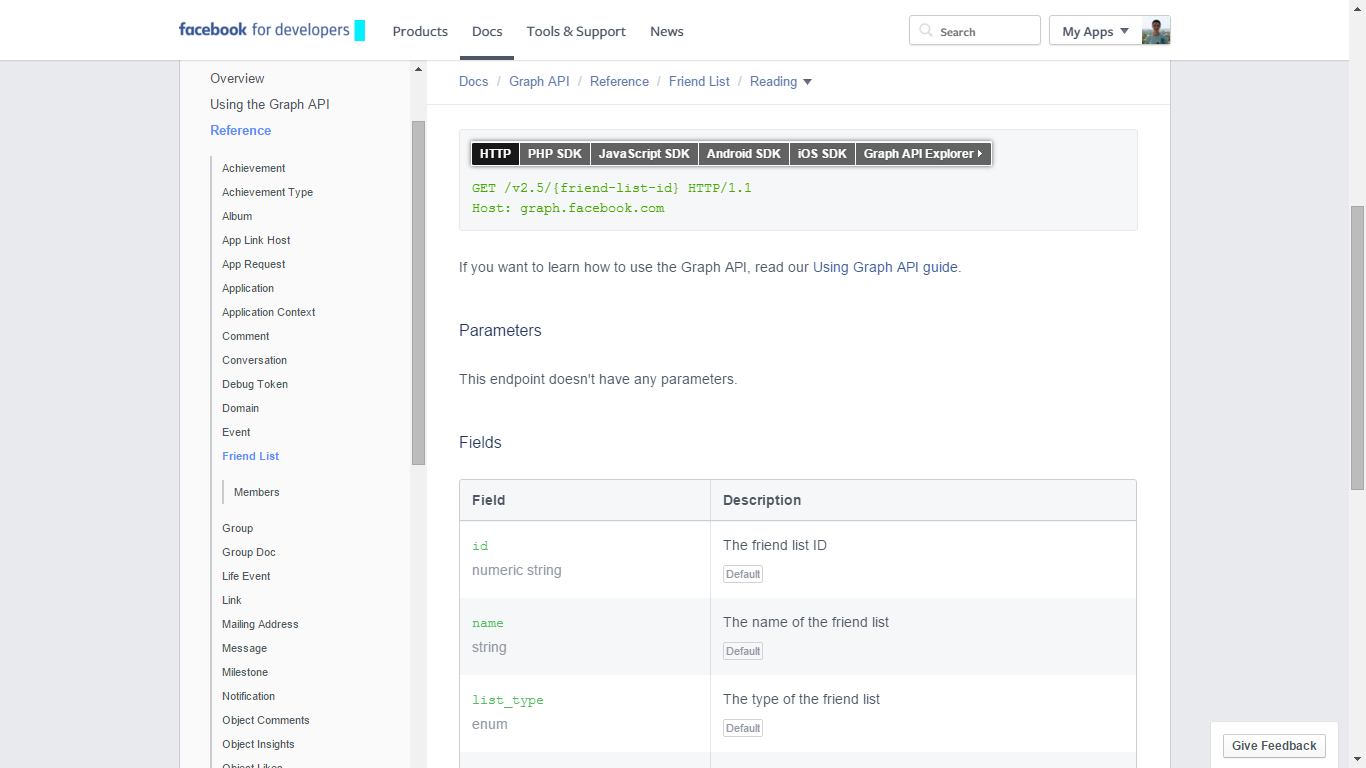 facebook for developers
Products Docs Tools & Support News
Search
My Apps
Overview
Using the Graph API
Reference
Achievement
Achievement Type
Album
App Link Host
App Request
Application
Application Context
Comment
Conversation
Debug Token
Domain
Event
Friend List
Members
Group
Group Doc
Life Event
Link
Mailing Address
Message
Milestone
Notification
Object Comments
Object Insights
Object Likes
Docs / Graph API / Reference / Friend List / Reading
HTTP PHP SDK JavaScript SDK Android SDK iOS SDK Graph API Explorer
GET /v2.5/{friend-list-id} HTTP/1.1
Host: graph.facebook.com
If you want to learn how to use the Graph API, read our Using Graph API guide.
Parameters
This endpoint doesn't have any parameters.
Fields
Field Description
id The friend list ID
numeric string Default
name The name of the friend list
string Default
list_type The type of the friend list
enum Default
Give Feedback